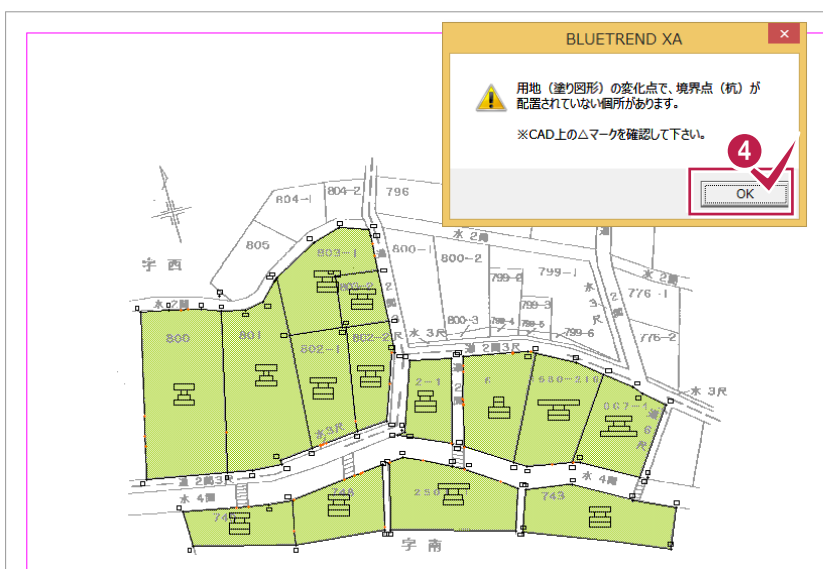 BLUETREND XA
用地（塗り図形）の変化点で、境界点（杭）が
配置されていない個所があります。
※CAD上の△マークを確認して下さい。
4
OK
804-1
804-2
796
805
803-1
800-1
800-2
水 2間
道
799-2
799-1
水 2間
776-1
字 西
水 2間
800
801
802-1
802-2
800-3
799-3
799-4
799-5
799-6
776-2
水 3尺
道 2間3尺
水 3尺
2-1
6
水3尺
道 2間3尺
水 4間
水 4間
748
743
字 南